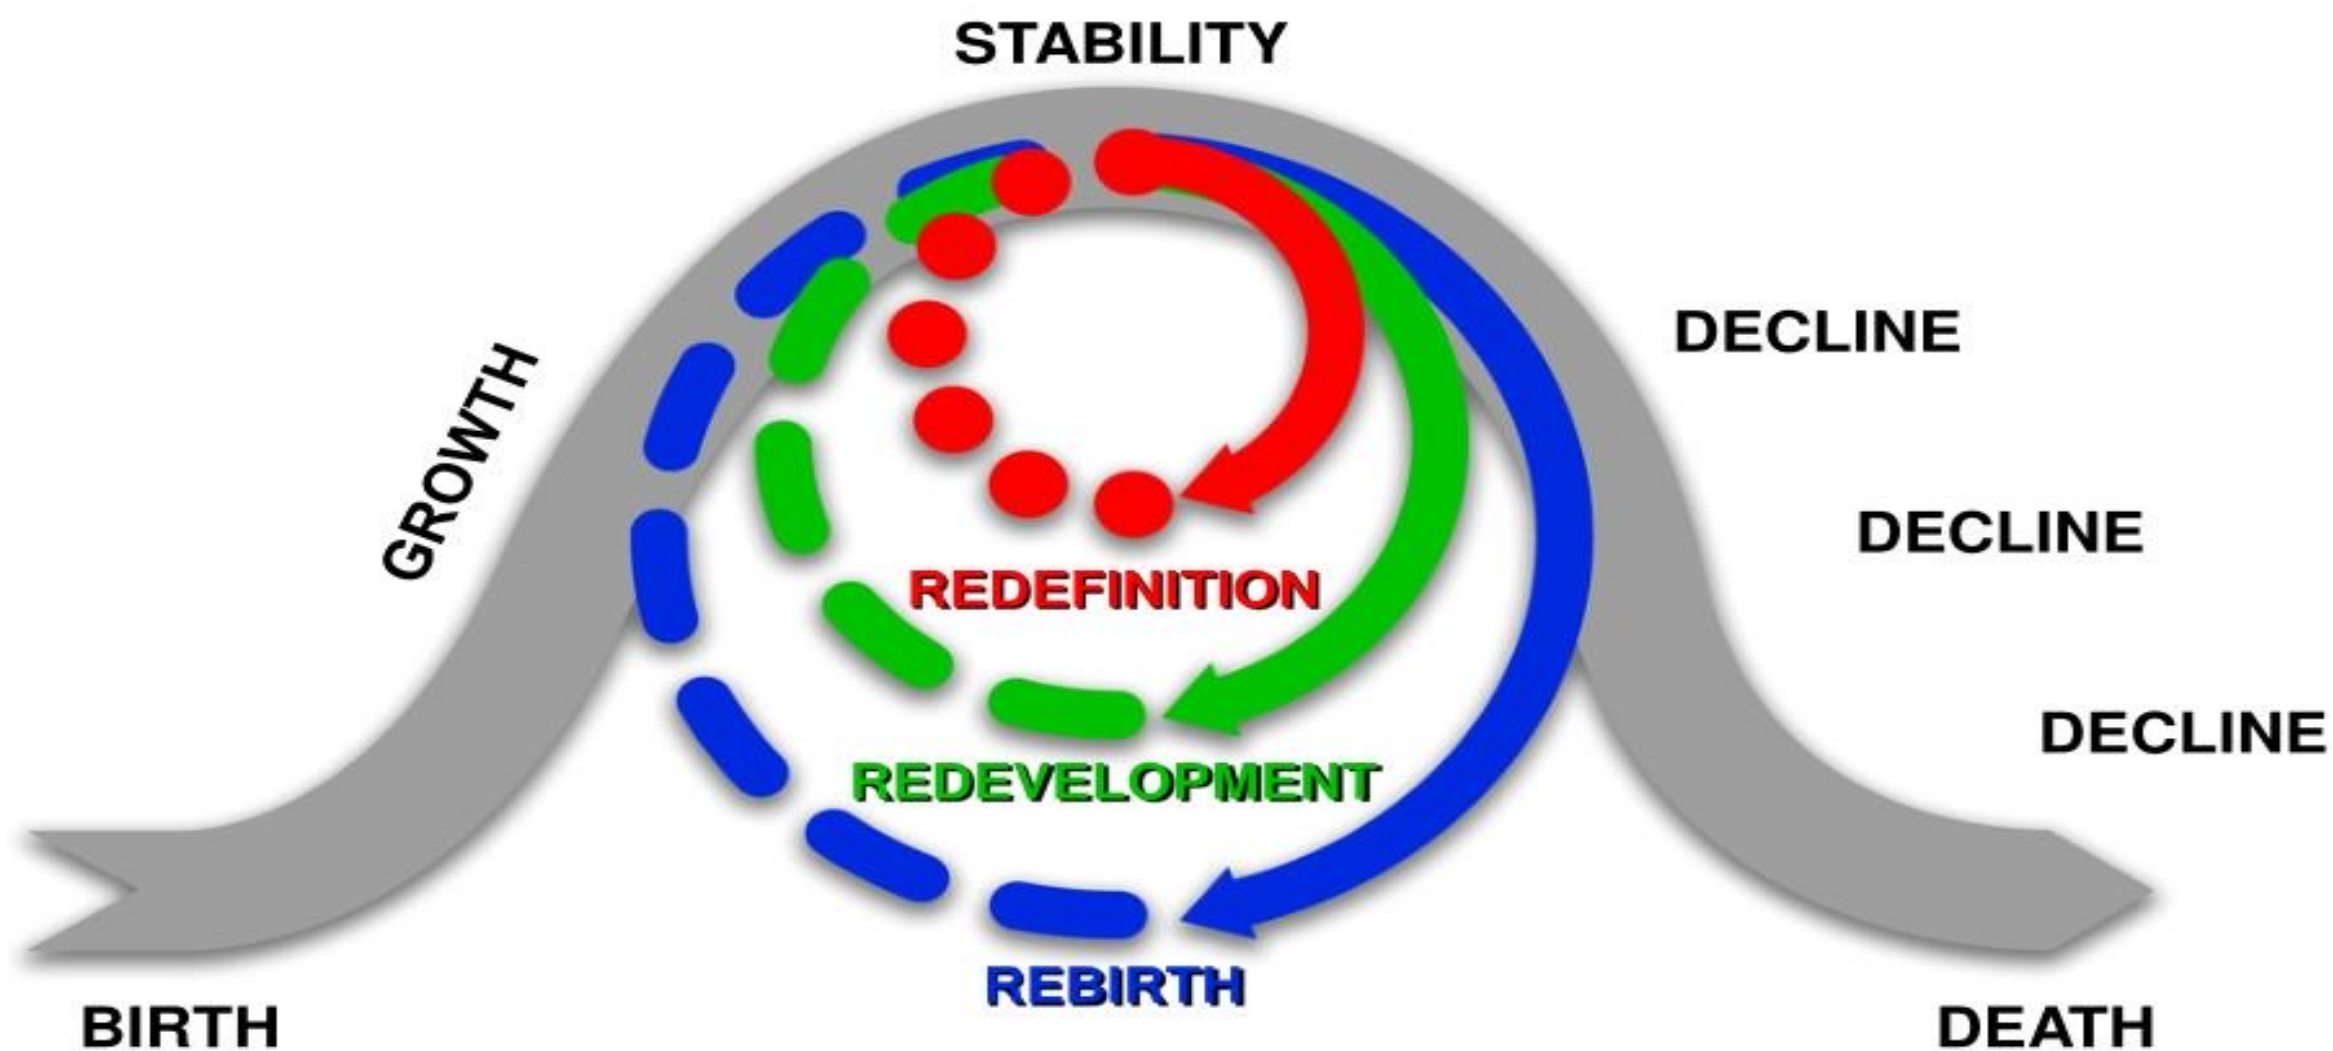 STABILITY
GROWTH
DECLINE
DECLINE
REDEFINITION
DECLINE
REDEVELOPMENT
REBIRTH
BIRTH
DEATH